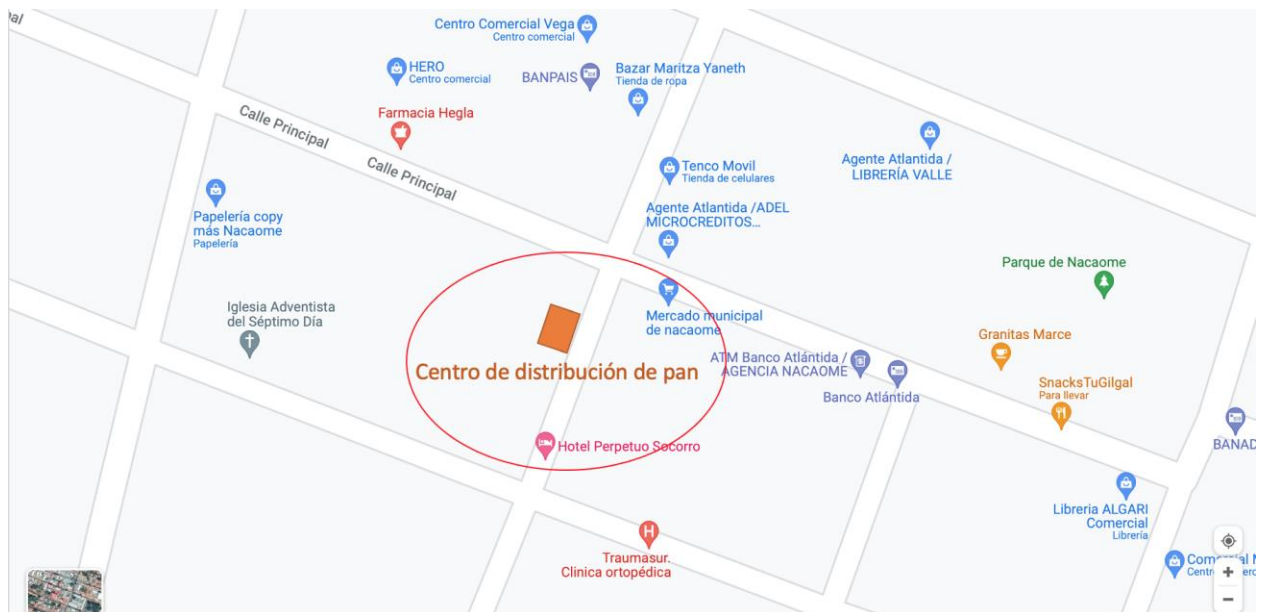 pal
Centro Comercial Vega
Centro comercial
HERO
Centro comercial
BANPAIS
Bazar Maritza Yaneth
Tienda de ropa
Farmacia Hegla
Calle Principal
Calle Principal
Agente Atlantida /
LIBRERÍA VALLE
Tenco Movil
Tienda de celulares
Papelería copy
más Nacaome
Papelería
Agente Atlantida /ADEL
MICROCREDITOS...
Parque de Nacaome
Iglesia Adventista
del Séptimo Día
Mercado municipal
de nacaome
Granitas Marce
Centro de distribución de pan
ATM Banco Atlántida /
AGENCIA NACAOME
Banco Atlántida
SnacksTuGilgal
Para llevar
BANAD
Hotel Perpetuo Socorro
Libreria ALGARI
Comercial
Librería
H
Traumasur.
Clinica ortopédica